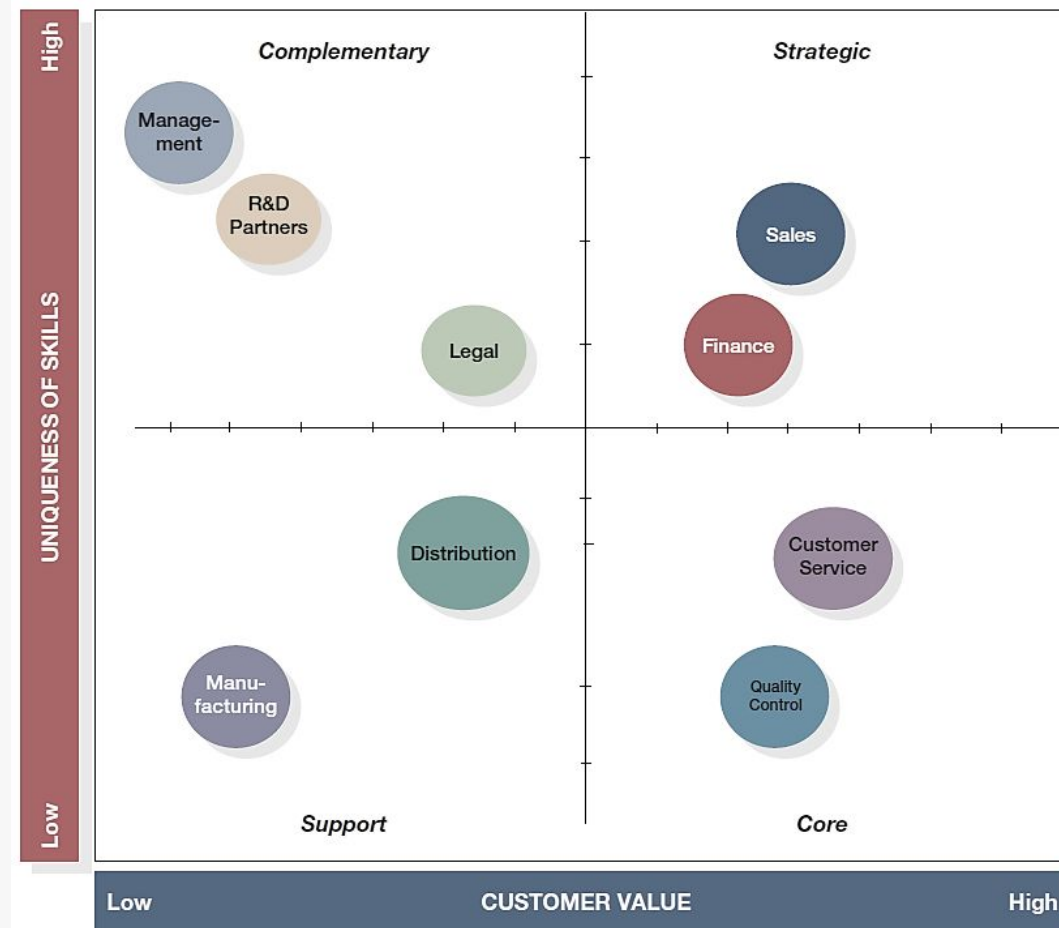 High
UNIQUENESS OF SKILLS
Low
Complementary
Strategic
Manage-
ment
R&D
Partners
Sales
Legal
Finance
Distribution
Customer
Service
Manu-
facturing
Quality
Control
Support
Core
Low
CUSTOMER VALUE
High